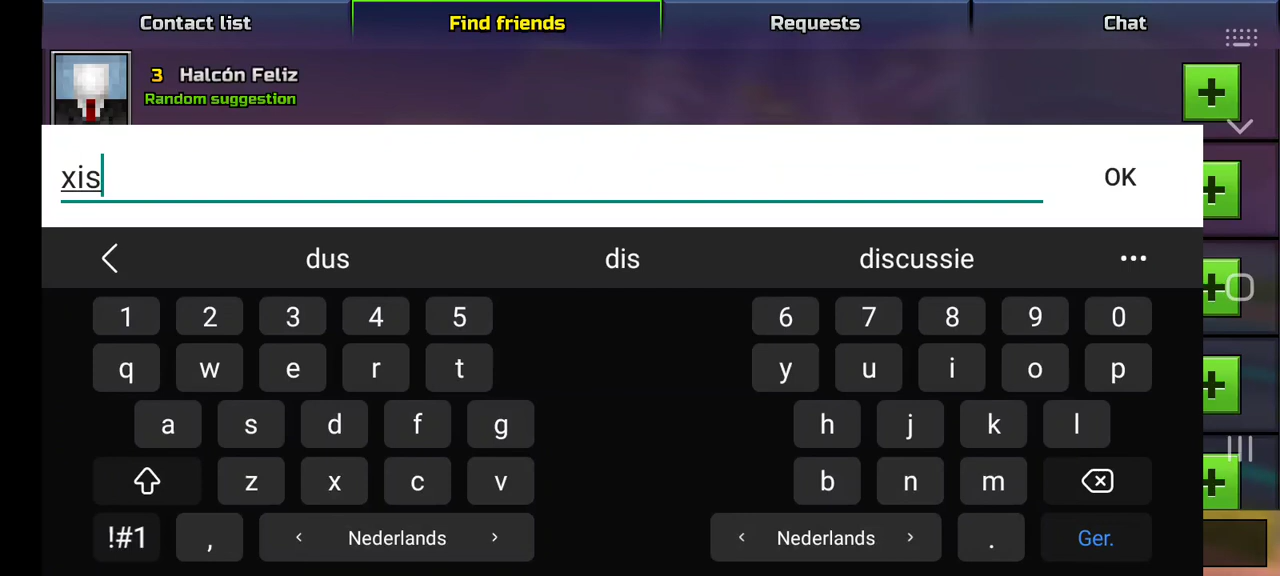 Contact list Find friends Requests Chat
3 Halcón Feliz
Random suggestion
xis OK
dus dis discussie
1 2 3 4 5 6 7 8 9 0
q w e r t y u i o p
a s d f g h j k l
z x c v b n m
!#1 , Nederlands Nederlands . Ger.